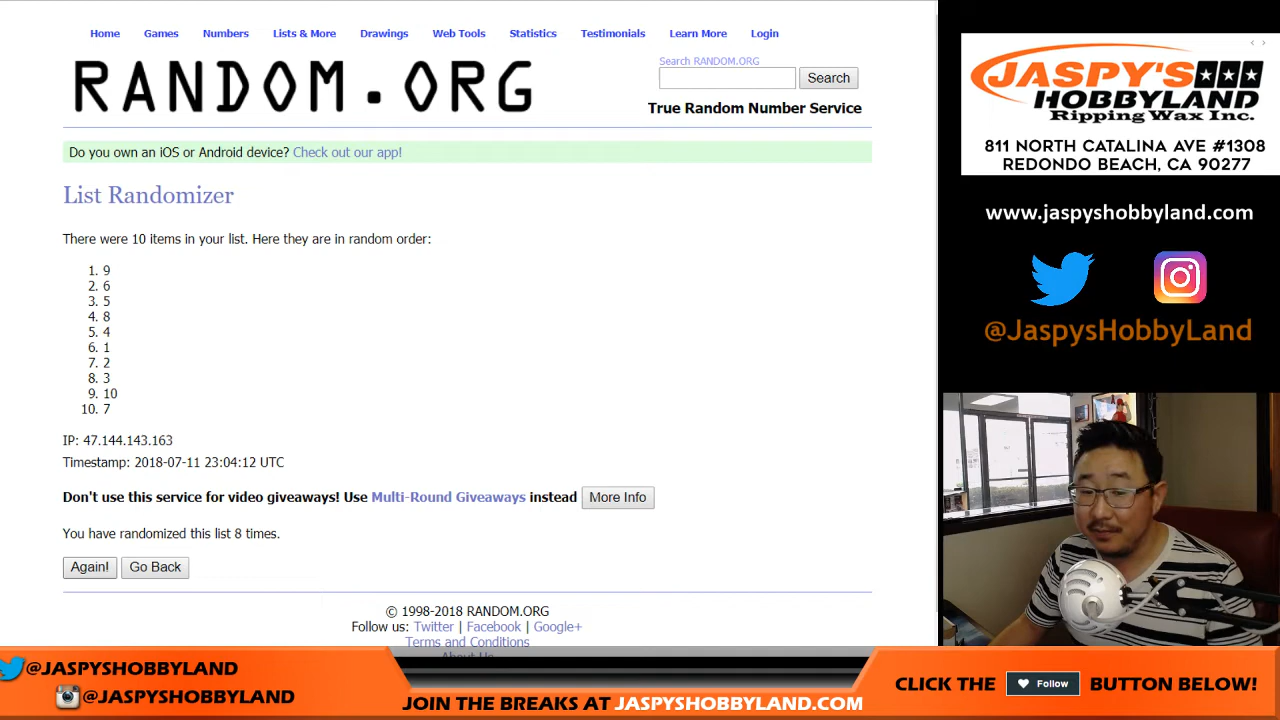 Home Games Numbers Lists & More Drawings Web Tools Statistics Testimonials Learn More Login
RANDOM.ORG
Search RANDOM.ORG
Search
True Random Number Service
Do you own an iOS or Android device? Check out our app!
List Randomizer
There were 10 items in your list. Here they are in random order:
1. 9
2. 6
3. 5
4. 8
5. 4
6. 1
7. 2
8. 3
9. 10
10. 7
IP: 47.144.143.163
Timestamp: 2018-07-11 23:04:12 UTC
Don't use this service for video giveaways! Use Multi-Round Giveaways instead More Info
You have randomized this list 8 times.
Again! Go Back
© 1998-2018 RANDOM.ORG
Follow us: Twitter | Facebook | Google+
Terms and Conditions
About Us
JASPY'S
HOBBYLAND
Ripping Wax Inc.
811 NORTH CATALINA AVE #1308
REDONDO BEACH, CA 90277
www.jaspyshobbyland.com
@JaspysHobbyLand
@JASPYSHOBBYLAND
@JASPYSHOBBYLAND
JOIN THE BREAKS AT JASPYSHOBBYLAND.COM
CLICK THE Follow BUTTON BELOW!